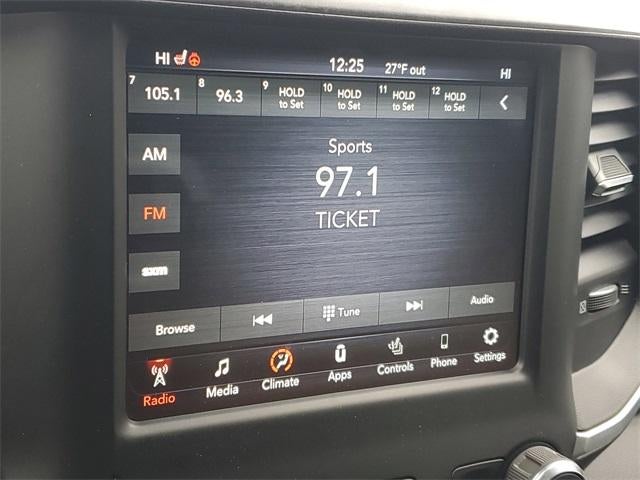 HI 12:25 27°F out HI
7 105.1 8 96.3 9 HOLD to Set 10 HOLD to Set 11 HOLD to Set 12 HOLD to Set
AM
Sports
97.1
FM
TICKET
sxm
Browse Tune Audio
Radio Media Climate Apps Controls Phone Settings